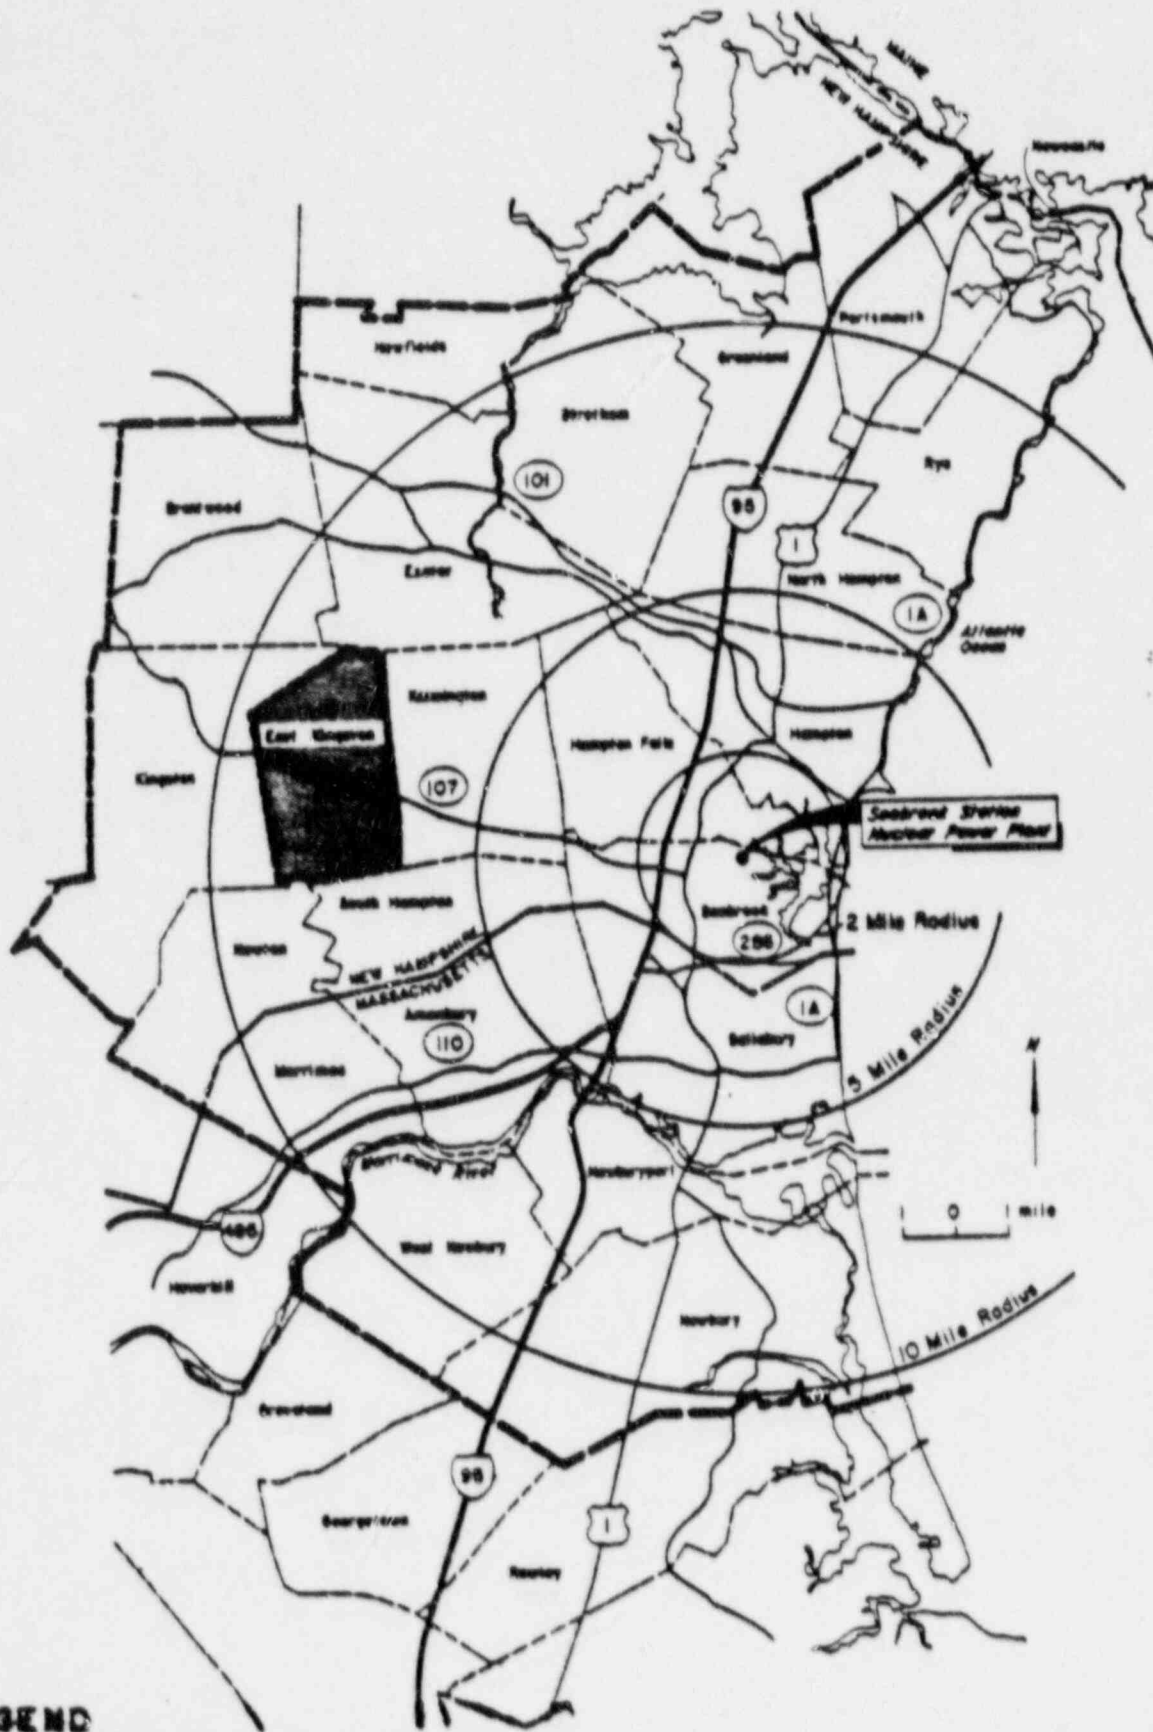 MAINE
NEW HAMPSHIRE
Newcastle
Portsmouth
Newfields
Greenland
Stratham
Rye
101
95
Brentwood
1
Exeter
North Hampton
1A
Atlantic
Ocean
Kensington
East Kingston
Hampton Falls
Hampton
Kingston
107
Seabrook Station
Nuclear Power Plant
South Hampton
Seabrook
2 Mile Radius
286
Newton
NEW HAMPSHIRE
MASSACHUSETTS
1A
Amesbury
110
Salisbury
5 Mile Radius
N
Merrimac
Merrimack River
Newburyport
0 1 mile
495
West Newbury
Haverhill
Newbury
10 Mile Radius
Groveland
95
Georgetown
1
Rowley
GEND